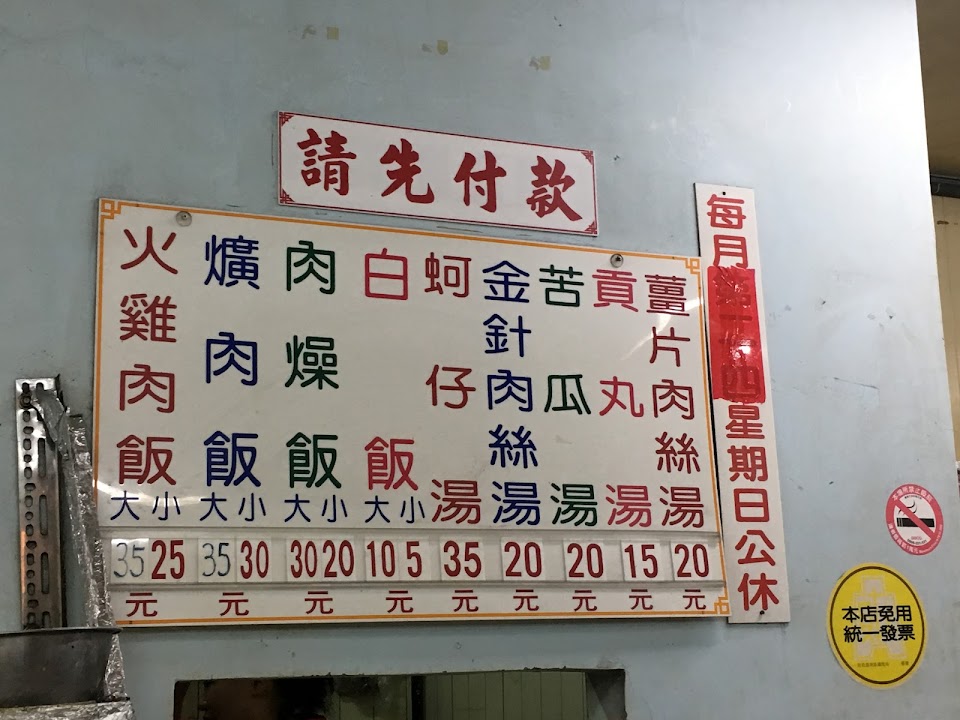 請先付款
火雞肉飯 大 小 35 25 元
爌肉飯 大 小 35 30 元
肉燥飯 大 小 30 20 元
白飯 大 小 10 5 元
蚵仔湯 35 元
金針肉絲湯 20 元
苦瓜湯 20 元
貢丸湯 15 元
薑片肉絲湯 20 元
每月
四星期日公休
本店免用
統一發票